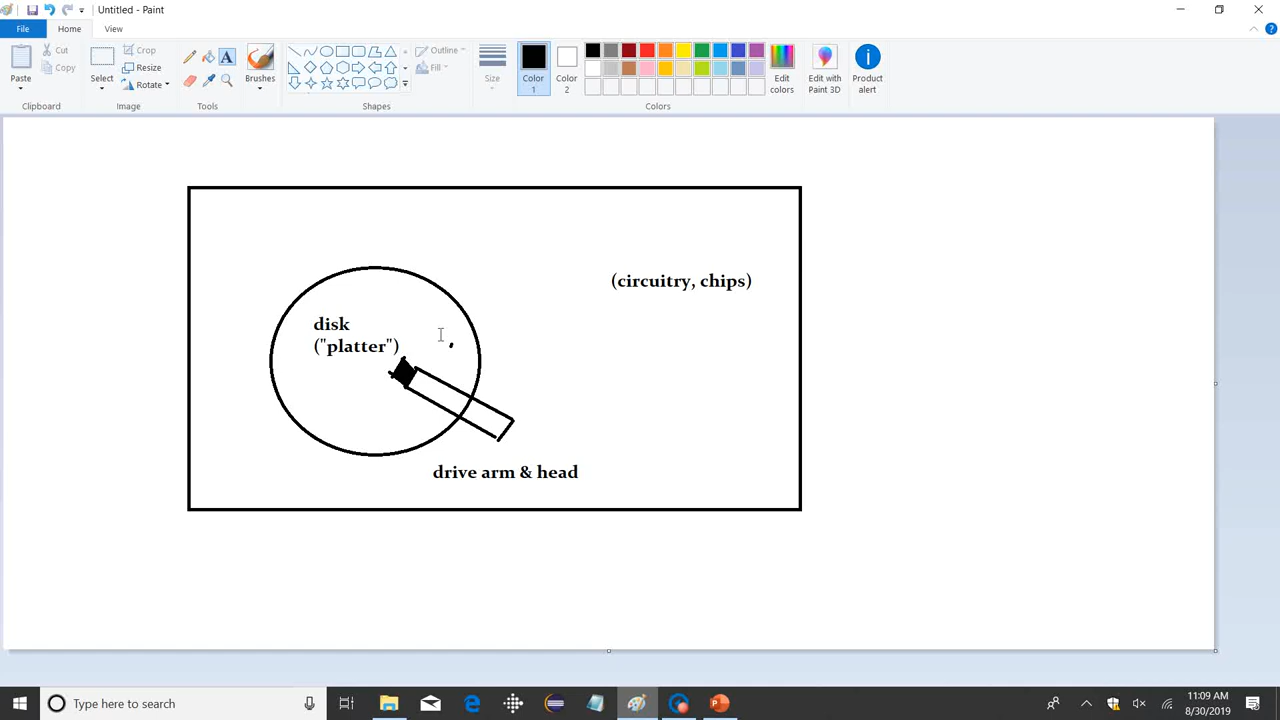 Untitled - Paint
File
Home
View
Paste
Cut
Copy
Clipboard
Select
Crop
Resize
Rotate
Image
Tools
Brushes
Shapes
Outline
Fill
Size
Color
1
Color
2
Edit
colors
Colors
Edit with
Paint 3D
Product
alert
(circuitry, chips)
disk
("platter")
drive arm & head
Type here to search
11:09 AM
8/30/2019